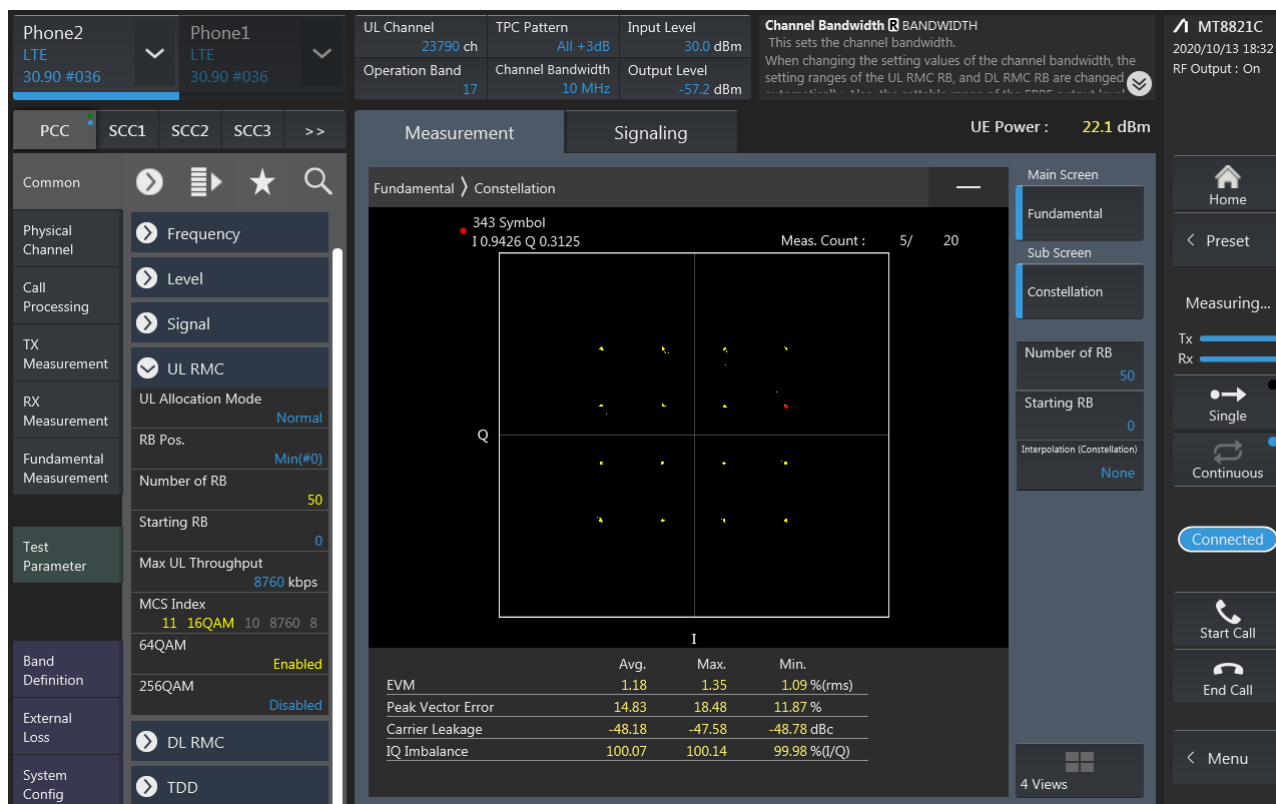 Phone2
LTE
30.90 #036
Phone1
LTE
30.90 #036
UL Channel
23790 ch
TPC Pattern
All +3dB
Input Level
30.0 dBm
Operation Band
17
Channel Bandwidth
10 MHz
Output Level
-57.2 dBm
Channel Bandwidth R BANDWIDTH
This sets the channel bandwidth.
When changing the setting values of the channel bandwidth, the
setting ranges of the UL RMC RB, and DL RMC RB are changed
automatically. Also, the settable range of the EPRE output level
MT8821C
2020/10/13 18:32
RF Output : On
PCC
SCC1
SCC2
SCC3
>>
Measurement
Signaling
UE Power : 22.1 dBm
Common
Physical
Channel
Call
Processing
TX
Measurement
RX
Measurement
Fundamental
Measurement
Test
Parameter
Band
Definition
External
Loss
System
Config
Frequency
Level
Signal
UL RMC
UL Allocation Mode
Normal
RB Pos.
Min(#0)
Number of RB
50
Starting RB
0
Max UL Throughput
8760 kbps
MCS Index
11 16QAM 10 8760 8
64QAM
Enabled
256QAM
Disabled
DL RMC
TDD
Fundamental > Constellation
343 Symbol
I 0.9426 Q 0.3125
Meas. Count : 5/ 20
Q
I
Avg. Max. Min.
EVM 1.18 1.35 1.09 %(rms)
Peak Vector Error 14.83 18.48 11.87 %
Carrier Leakage -48.18 -47.58 -48.78 dBc
IQ Imbalance 100.07 100.14 99.98 %(I/Q)
Main Screen
Fundamental
Sub Screen
Constellation
Number of RB
50
Starting RB
0
Interpolation (Constellation)
None
4 Views
Home
< Preset
Measuring...
Tx
Rx
Single
Continuous
Connected
Start Call
End Call
< Menu